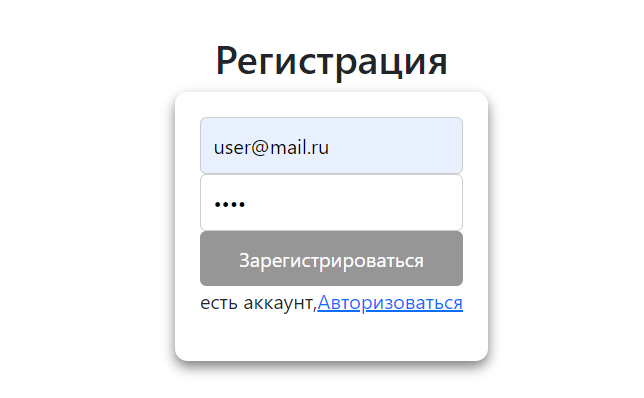 Регистрация
user@mail.ru
••••
Зарегистрироваться
есть аккаунт,Авторизоваться